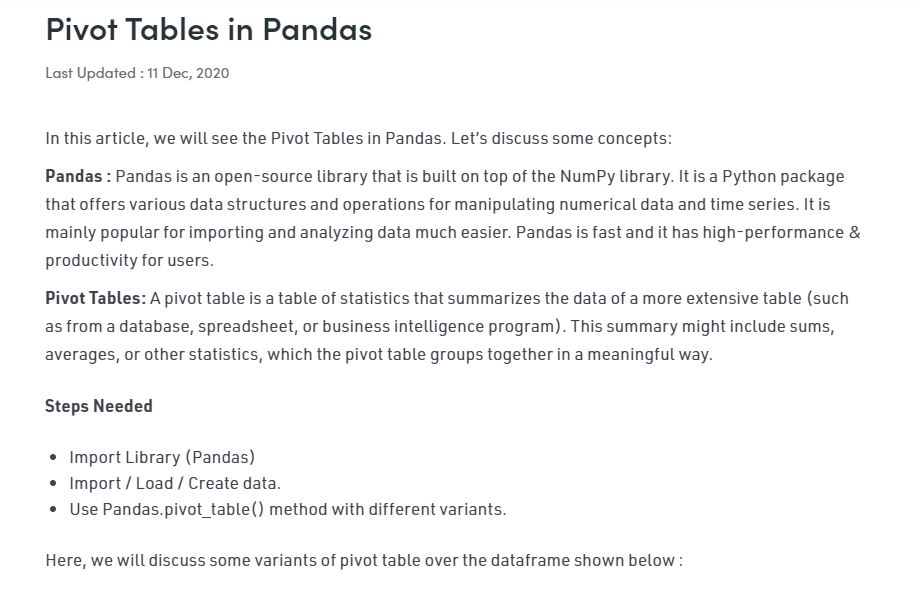 Pivot Tables in Pandas
Last Updated : 11 Dec, 2020
In this article, we will see the Pivot Tables in Pandas. Let’s discuss some concepts:
Pandas : Pandas is an open-source library that is built on top of the NumPy library. It is a Python package
that offers various data structures and operations for manipulating numerical data and time series. It is
mainly popular for importing and analyzing data much easier. Pandas is fast and it has high-performance &
productivity for users.
Pivot Tables: A pivot table is a table of statistics that summarizes the data of a more extensive table (such
as from a database, spreadsheet, or business intelligence program). This summary might include sums,
averages, or other statistics, which the pivot table groups together in a meaningful way.
Steps Needed
• Import Library (Pandas)
• Import / Load / Create data.
• Use Pandas.pivot_table() method with different variants.
Here, we will discuss some variants of pivot table over the dataframe shown below :